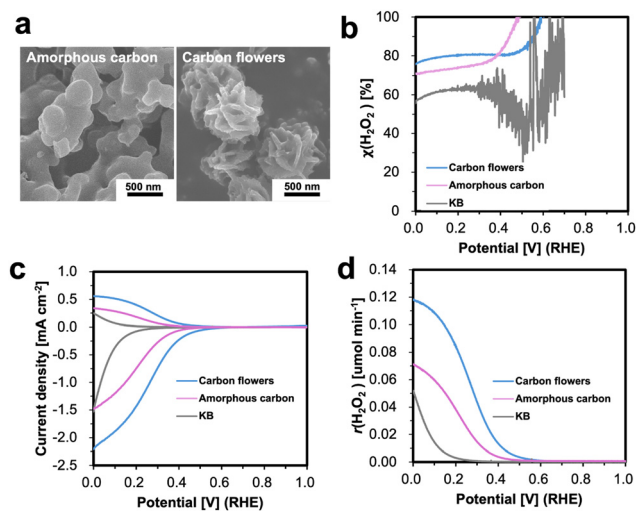 a
Amorphous carbon
Carbon flowers
500 nm
500 nm
b
χ(H₂O₂) [%]
100
80
60
40
20
0
Carbon flowers
Amorphous carbon
KB
0.0 0.2 0.4 0.6 0.8 1.0
Potential [V] (RHE)
c
Current density [mA cm⁻²]
1.0
0.5
0.0
-0.5
-1.0
-1.5
-2.0
-2.5
Carbon flowers
Amorphous carbon
KB
0.0 0.2 0.4 0.6 0.8 1.0
Potential [V] (RHE)
d
r(H₂O₂) [umol min⁻¹]
0.14
0.12
0.10
0.08
0.06
0.04
0.02
0.00
Carbon flowers
Amorphous carbon
KB
0.0 0.2 0.4 0.6 0.8 1.0
Potential [V] (RHE)